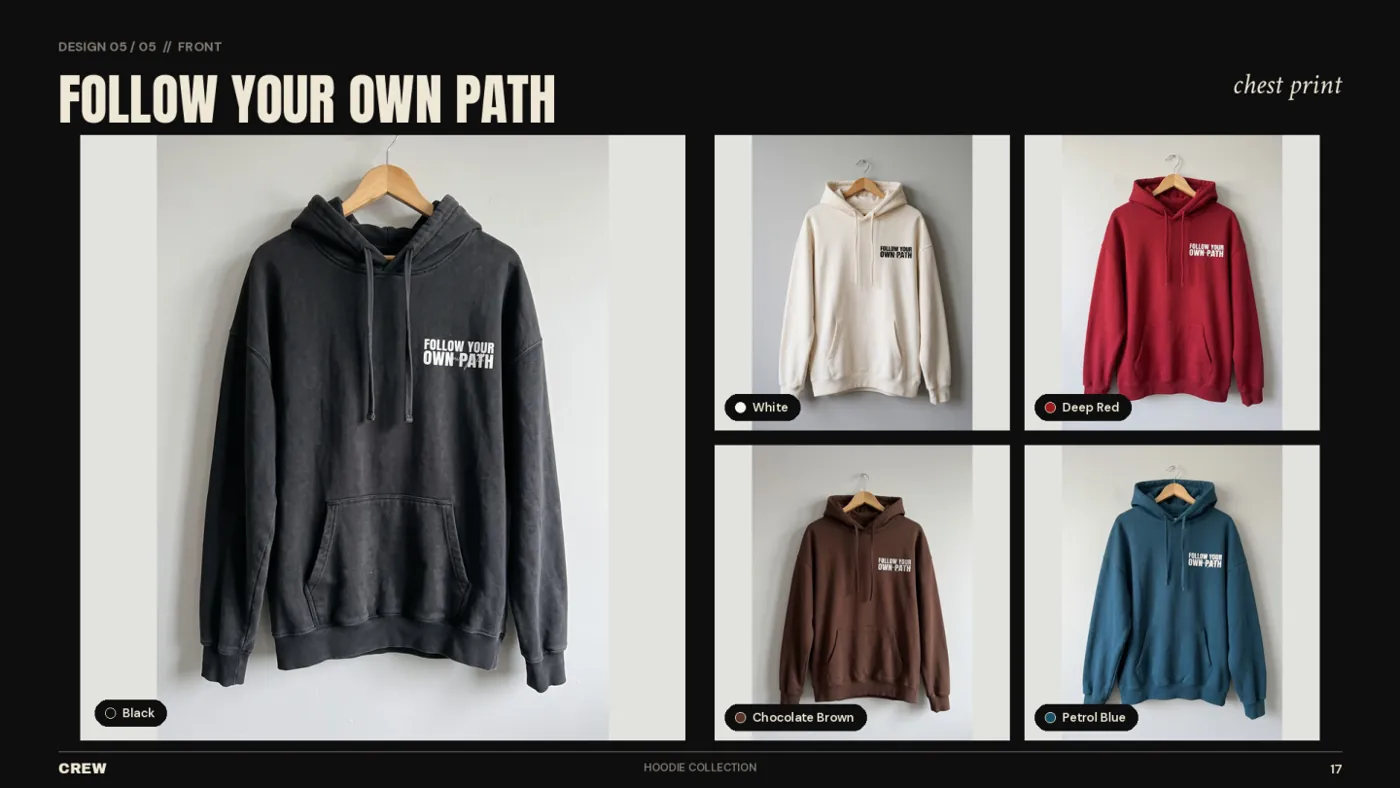 DESIGN 05 / 05 // FRONT
FOLLOW YOUR OWN PATH
chest print
FOLLOW YOUR
OWN PATH
Black
FOLLOW YOUR
OWN PATH
White
FOLLOW YOUR
OWN PATH
Deep Red
FOLLOW YOUR
OWN PATH
Chocolate Brown
FOLLOW YOUR
OWN PATH
Petrol Blue
CREW
HOODIE COLLECTION
17